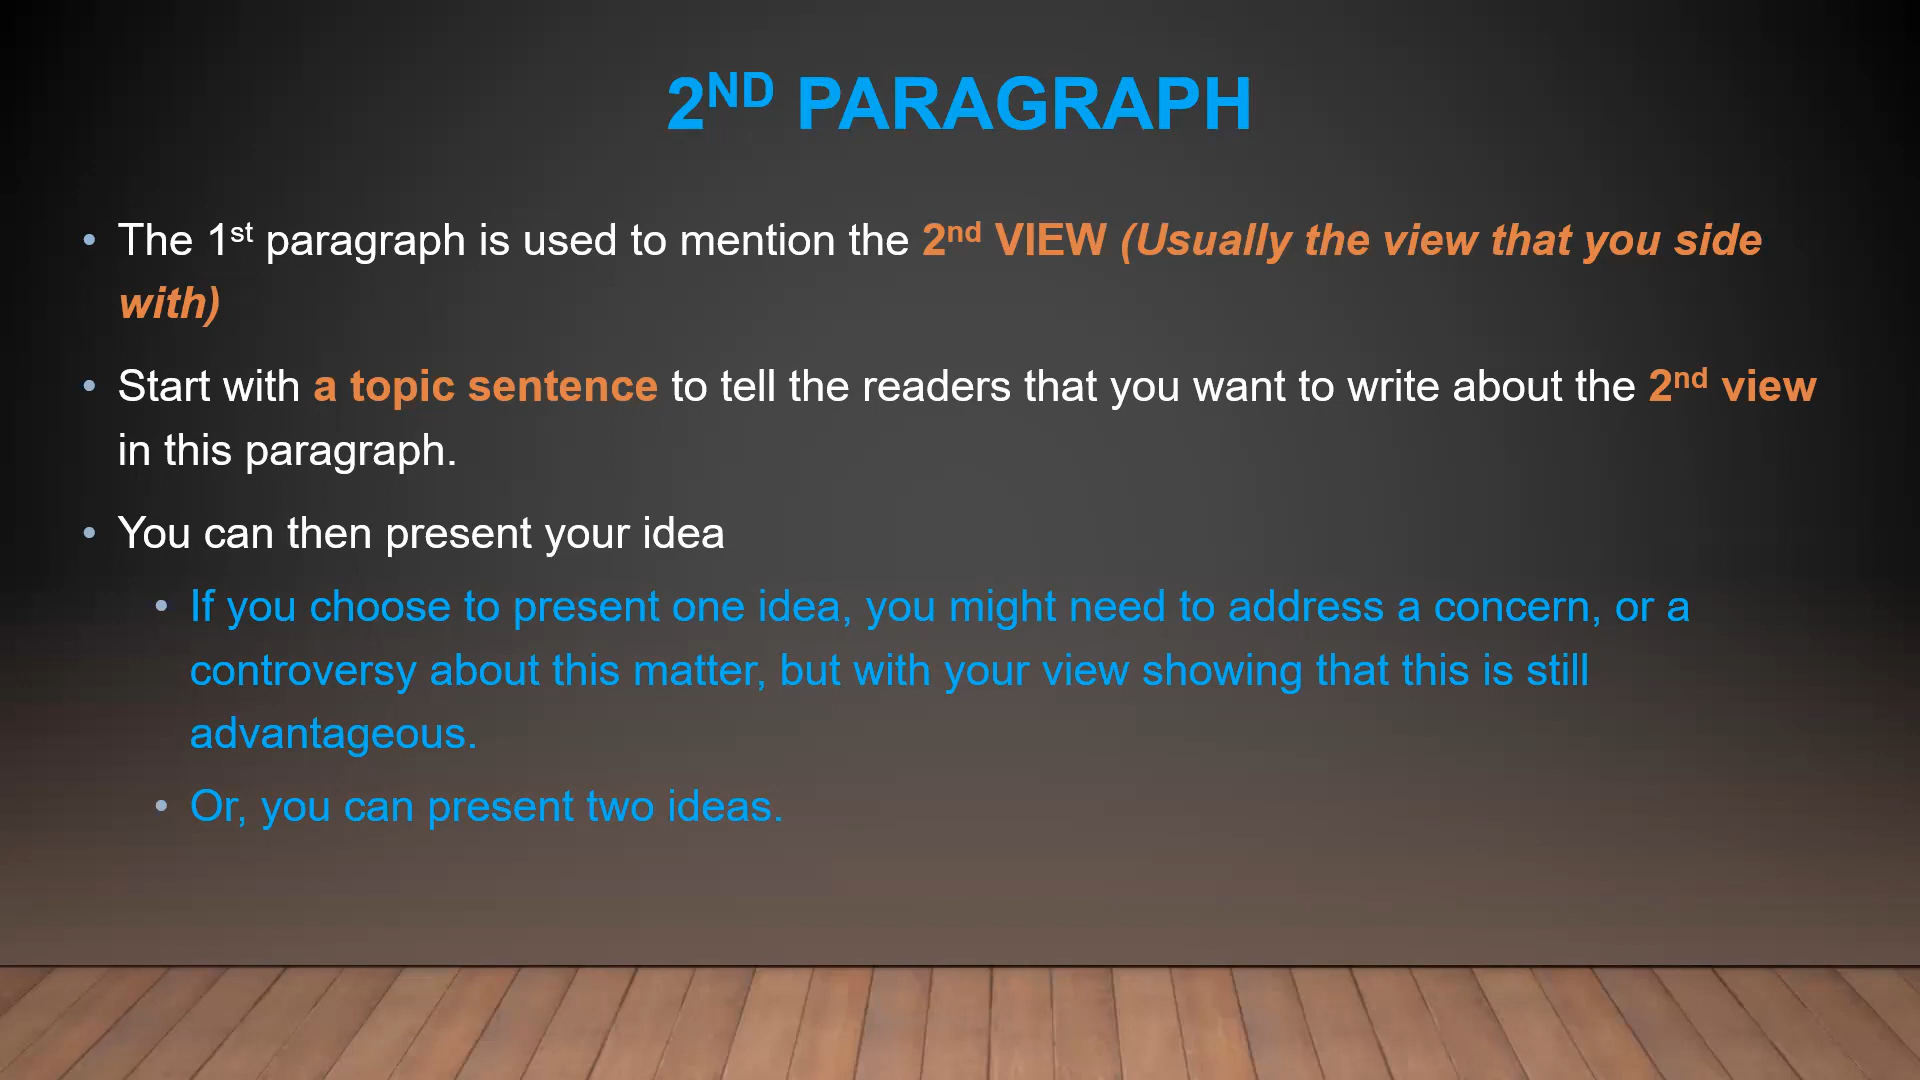 2ND PARAGRAPH
• The 1st paragraph is used to mention the 2nd VIEW (Usually the view that you side
with)
• Start with a topic sentence to tell the readers that you want to write about the 2nd view
in this paragraph.
• You can then present your idea
• If you choose to present one idea, you might need to address a concern, or a
controversy about this matter, but with your view showing that this is still
advantageous.
• Or, you can present two ideas.